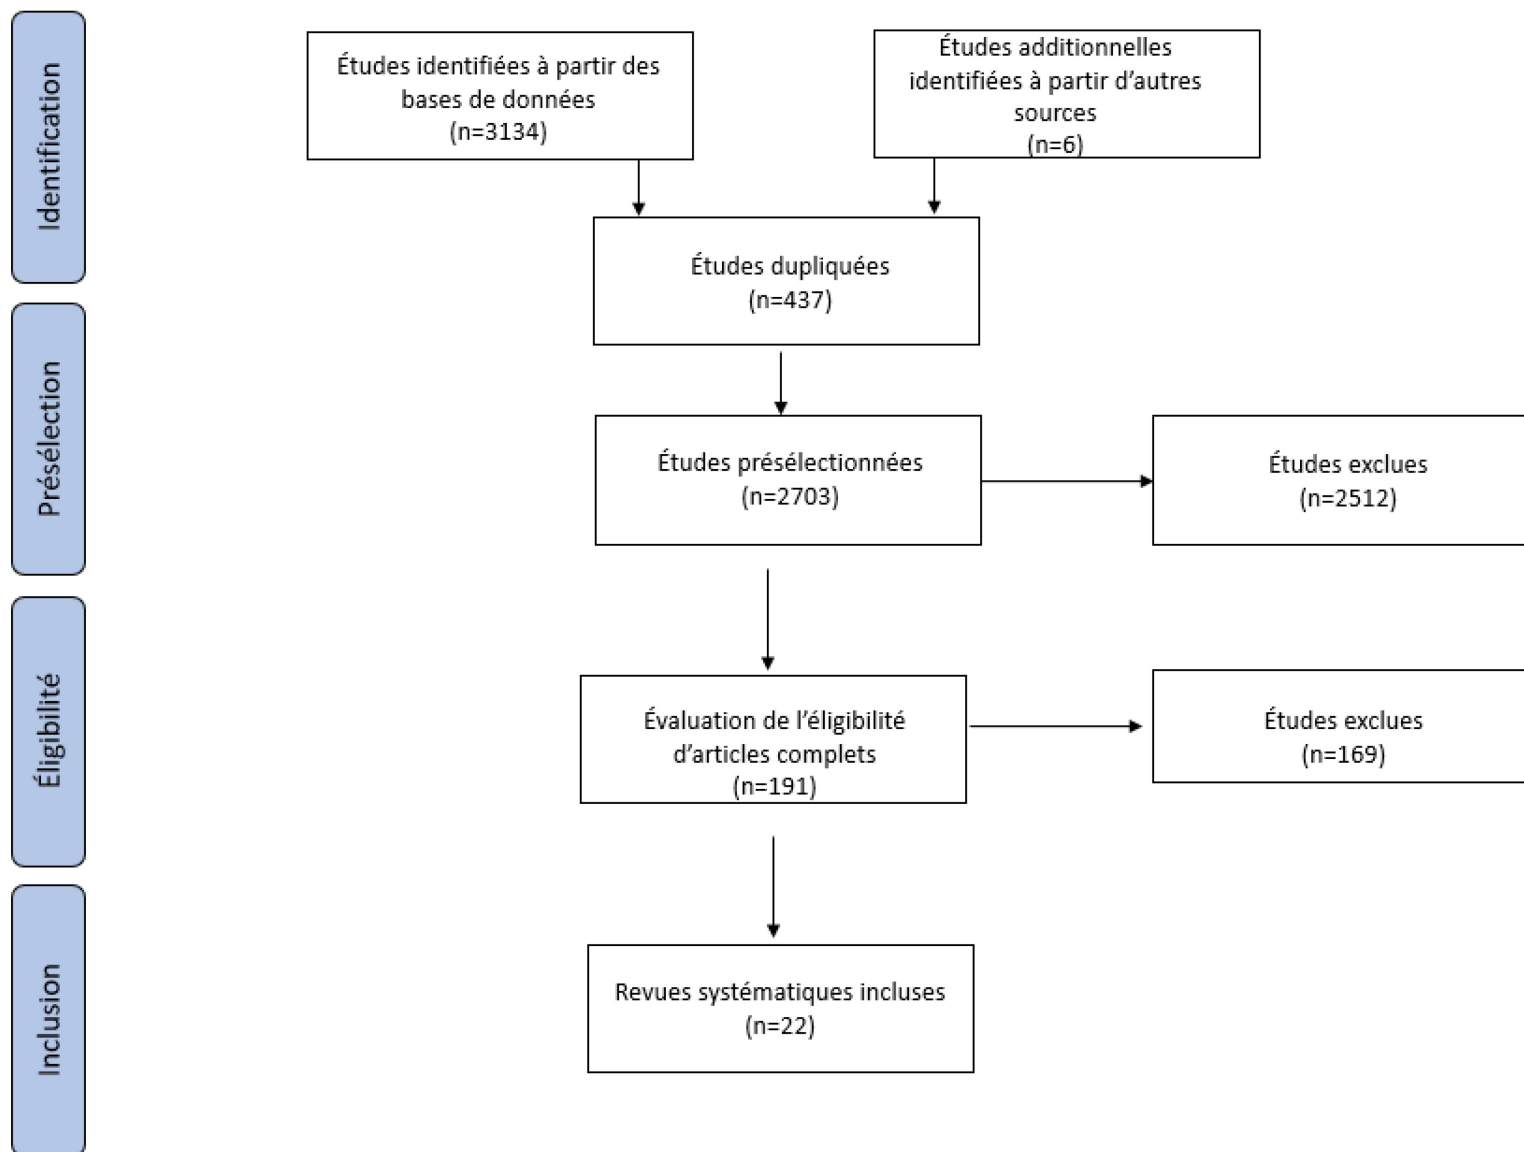 Identification
Études identifiées à partir des
bases de données
(n=3134)
Études additionnelles
identifiées à partir d'autres
sources
(n=6)
Études dupliquées
(n=437)
Présélection
Études présélectionnées
(n=2703)
Études exclues
(n=2512)
Éligibilité
Évaluation de l'éligibilité
d'articles complets
(n=191)
Études exclues
(n=169)
Inclusion
Revues systématiques incluses
(n=22)